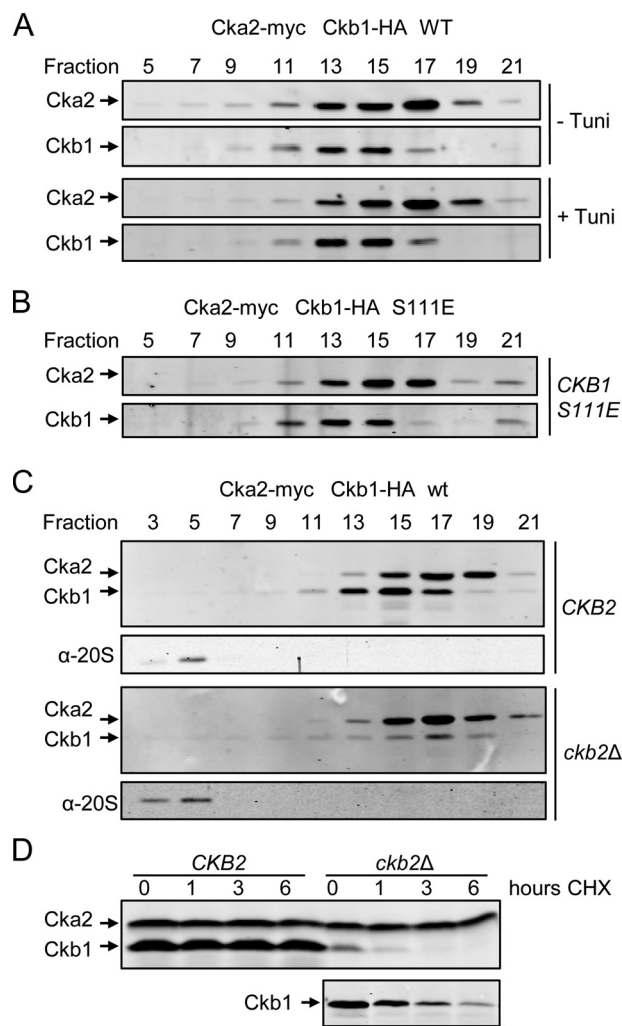 A
Cka2-myc Ckb1-HA WT
Fraction 5 7 9 11 13 15 17 19 21
Cka2
Ckb1
- Tuni
Cka2
Ckb1
+ Tuni
B
Cka2-myc Ckb1-HA S111E
5 7 9 11 13 15 17 19 21
Cka2
Ckb1
CKB1
S111E
C
Cka2-myc Ckb1-HA wt
Fraction 3 5 7 9 11 13 15 17 19 21
Cka2
Ckb1
CKB2
α-20S
Cka2
Ckb1
ckb2Δ
α-20S
D
CKB2 ckb2Δ
0 1 3 6 0 1 3 6 hours CHX
Cka2
Ckb1
Ckb1